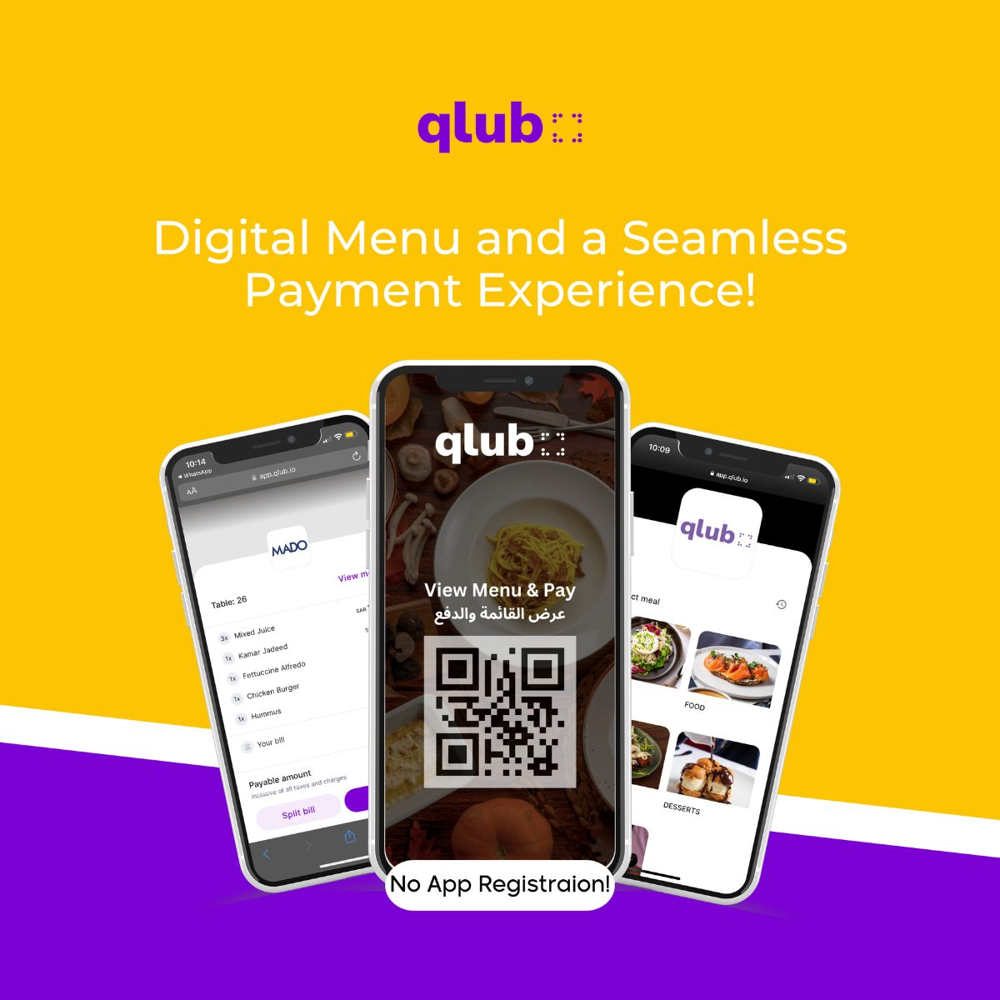 qlub
Digital Menu and a Seamless
Payment Experience!
10:14
WhatsApp
AA
app.qlub.io
MADO
View
Table: 26
SAR
3x Mixed Juice
1x Kamar Jadeed
1x Fettuccine Alfredo
1x Chicken Burger
1x Hummus
Your bill
Payable amount
Inclusive of all taxes and charges
Split bill
qlub
View Menu & Pay
عرض القائمة والدفع
No App Registraion!
10:09
app.qlub.io
qlub
meal
FOOD
DESSERTS